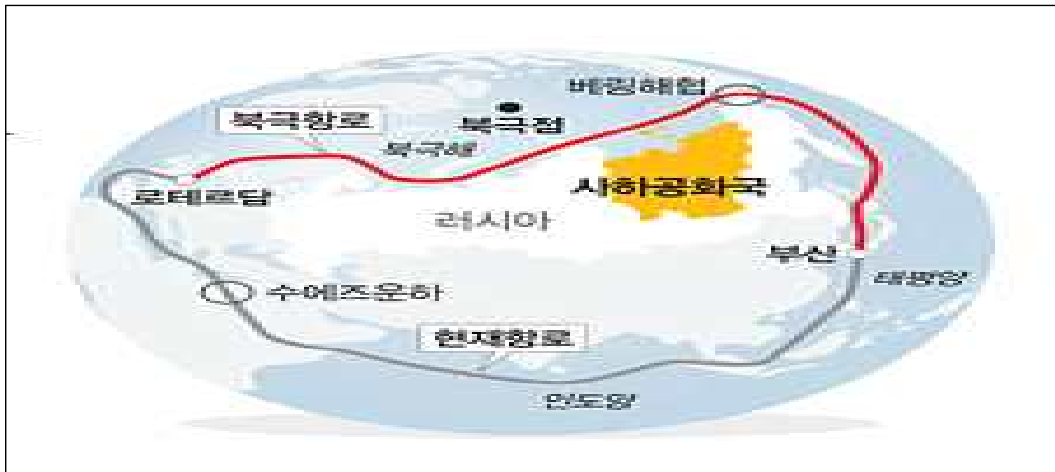 베링해협
북극항로
북극점
북극해
사하공화국
로테르담
러시아
부산
태평양
수에즈운하
현재항로
인도양